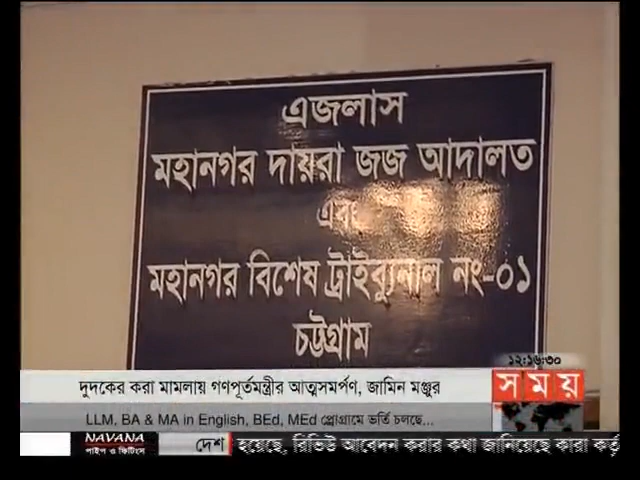 এজলাস
মহানগর দায়রা জজ আদালত
এবং
মহানগর বিশেষ ট্রাইব্যুনাল নং-০১
চট্টগ্রাম
১২:১৬:৩০
দুদকের করা মামলায় গণপূর্তমন্ত্রীর আত্মসমর্পণ, জামিন মঞ্জুর
সময়
LLM, BA & MA in English, BEd, MEd প্রোগ্রামে ভর্তি চলছে...
NAVANA
পাইপ ও ফিটিংস
দেশ
হয়েছে, রিভিউ আবেদন করার কথা জানিয়েছে কারা কর্তৃ